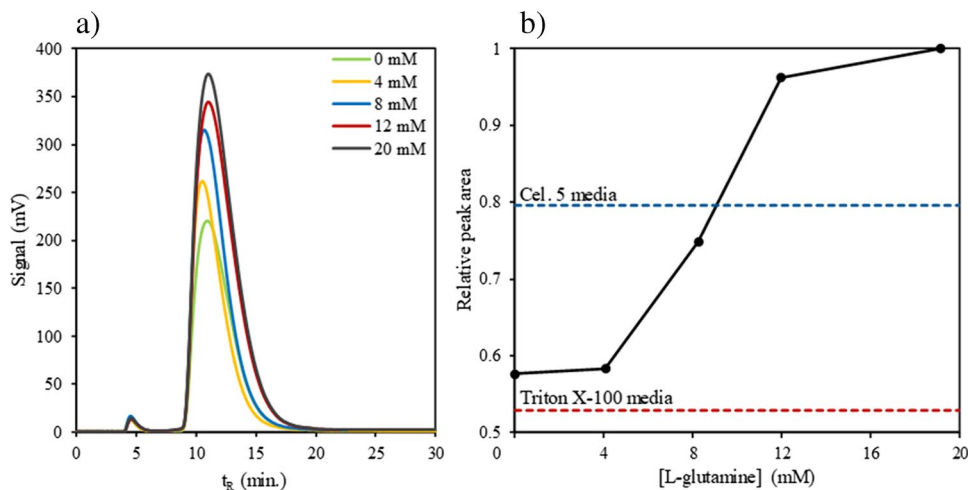 a)
400
350
300
250
200
150
100
50
0
Signal (mV)
0 mM
4 mM
8 mM
12 mM
20 mM
0 5 10 15 20 25 30
tR (min.)
b)
1
0.9
0.8
0.7
0.6
0.5
Relative peak area
Cel. 5 media
Triton X-100 media
0 4 8 12 16 20
[L-glutamine] (mM)